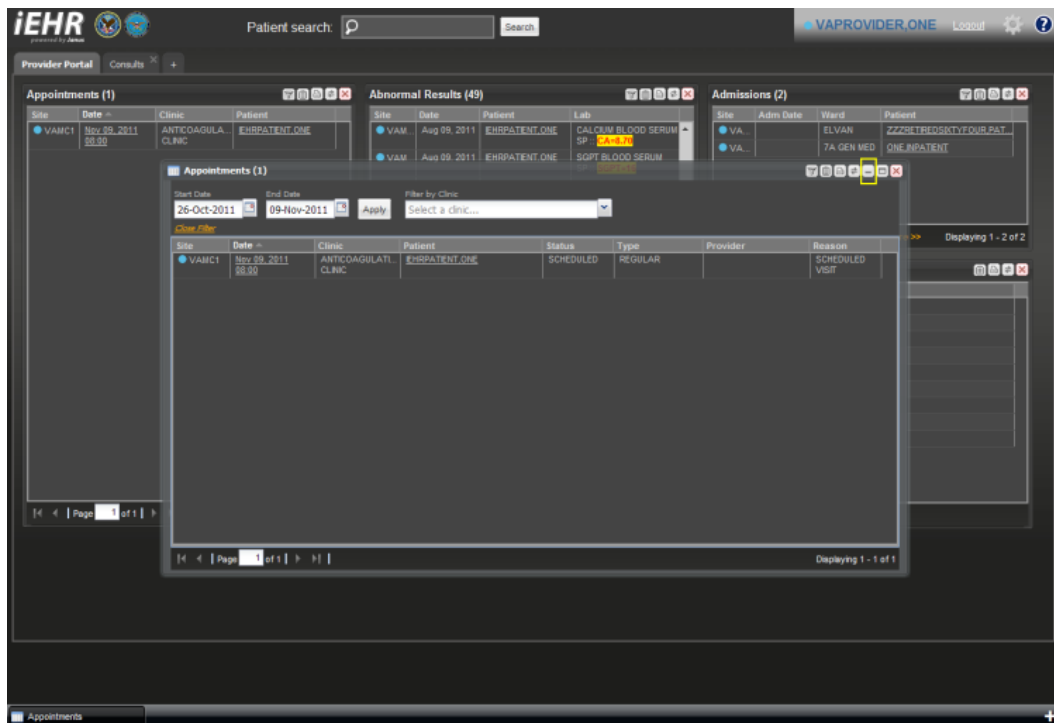 iEHR
powered by Janus
Patient search:
Search
VAPROVIDER,ONE
Logout
?
Provider Portal
Consults
+
Appointments (1)
Site Date Clinic Patient
VAMC1 Nov 09, 2011 ANTICOAGULA... EHRPATIENT,ONE
08:00 CLINIC
Page 1 of 1
Abnormal Results (49)
Site Date Patient Lab
VAM... Aug 09, 2011 EHRPATIENT,ONE CALCIUM BLOOD SERUM
SP... CA=8.70
VAM Aug 09, 2011 EHRPATIENT,ONE SGPT BLOOD SERUM
Admissions (2)
Site Adm Date Ward Patient
VA... ELVAN ZZZRETIREDSIXTYFOUR,PAT...
VA... 7A GEN MED ONE,INPATIENT
>> Displaying 1 - 2 of 2
Appointments (1)
Start Date End Date Filter by Clinic
26-Oct-2011 09-Nov-2011 Apply Select a clinic...
Close Filter
Site Date Clinic Patient Status Type Provider Reason
VAMC1 Nov 09, 2011 ANTICOAGULATI... EHRPATIENT,ONE SCHEDULED REGULAR SCHEDULED
08:00 CLINIC VISIT
Page 1 of 1 Displaying 1 - 1 of 1
Appointments
+